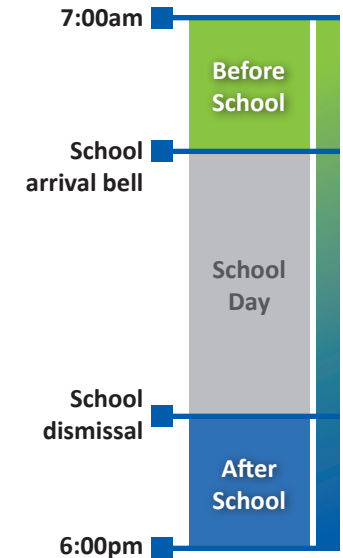 7:00am
Before
School
School
arrival bell
School
Day
School
dismissal
After
School
6:00pm